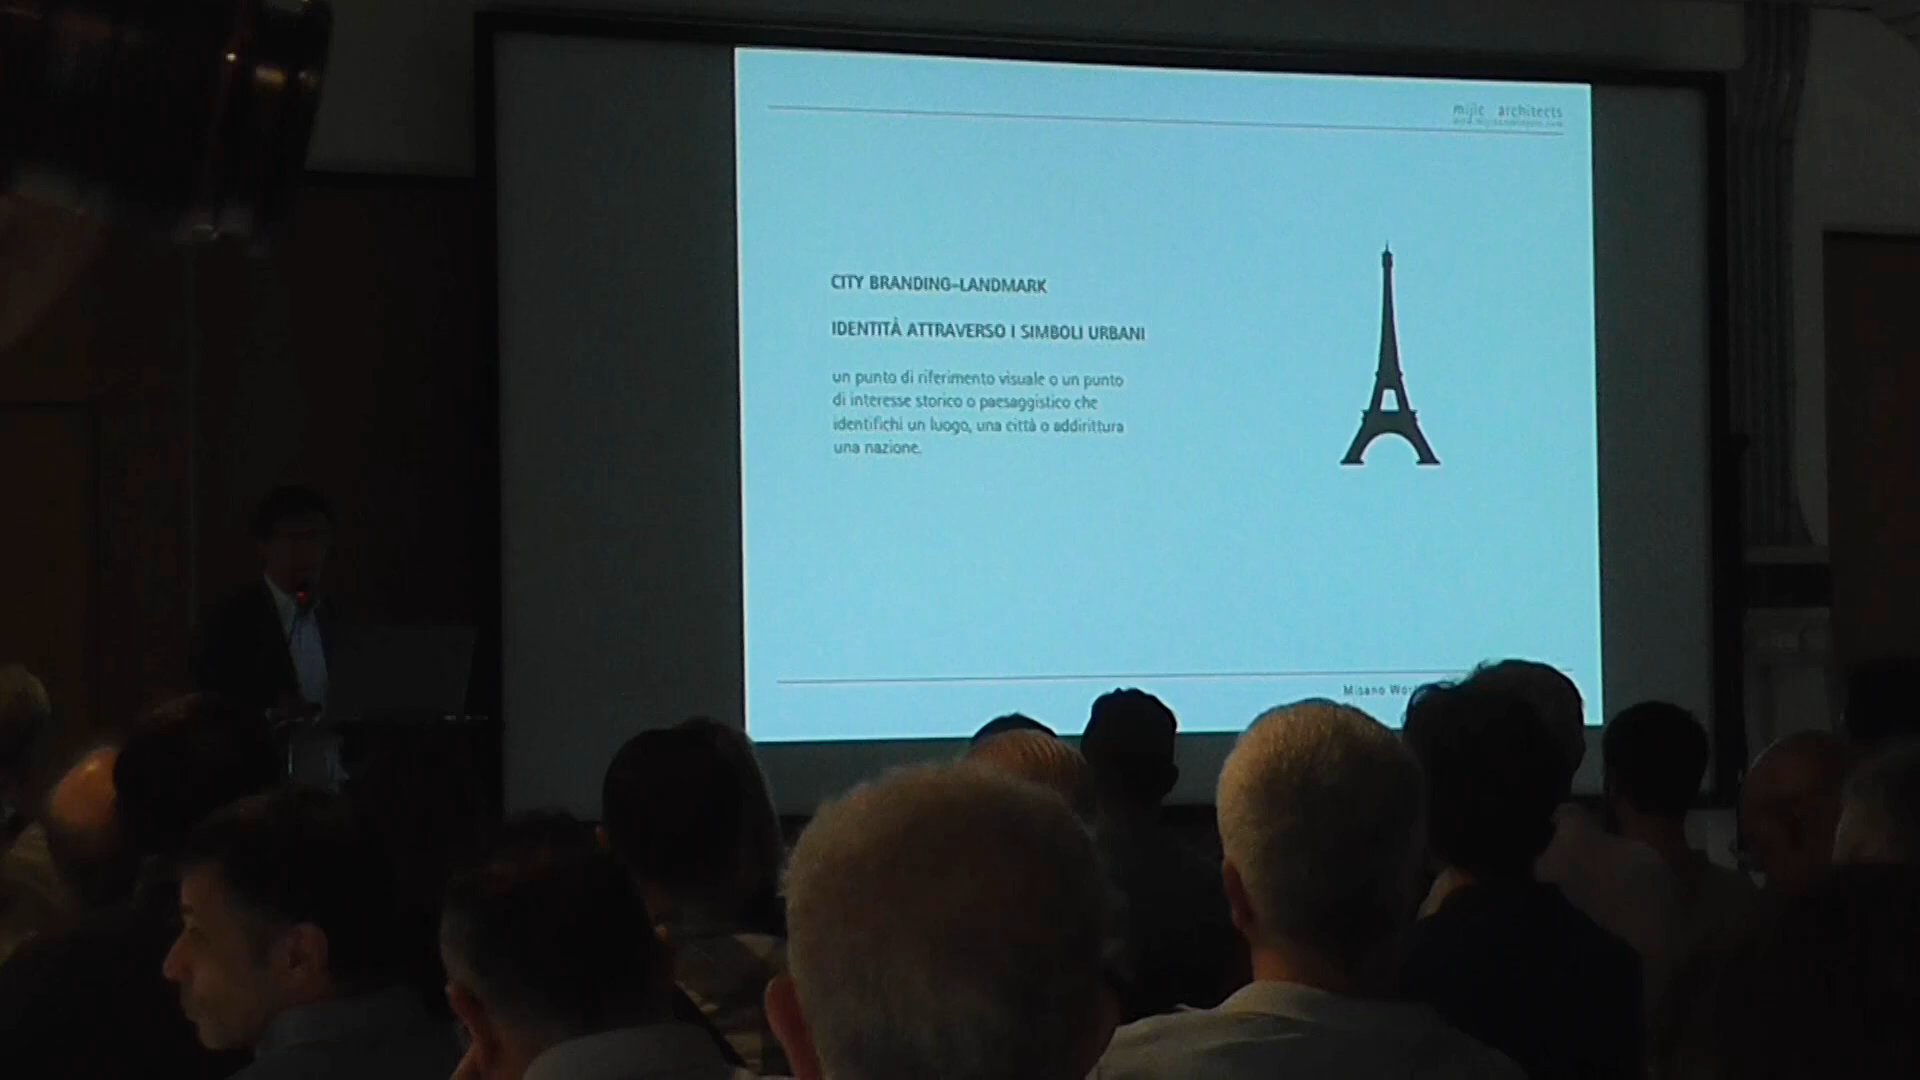 mijic architects
CITY BRANDING-LANDMARK
IDENTITÀ ATTRAVERSO I SIMBOLI URBANI
un punto di riferimento visuale o un punto
di interesse storico o paesaggistico che
identifichi un luogo, una città o addirittura
una nazione.
Misano